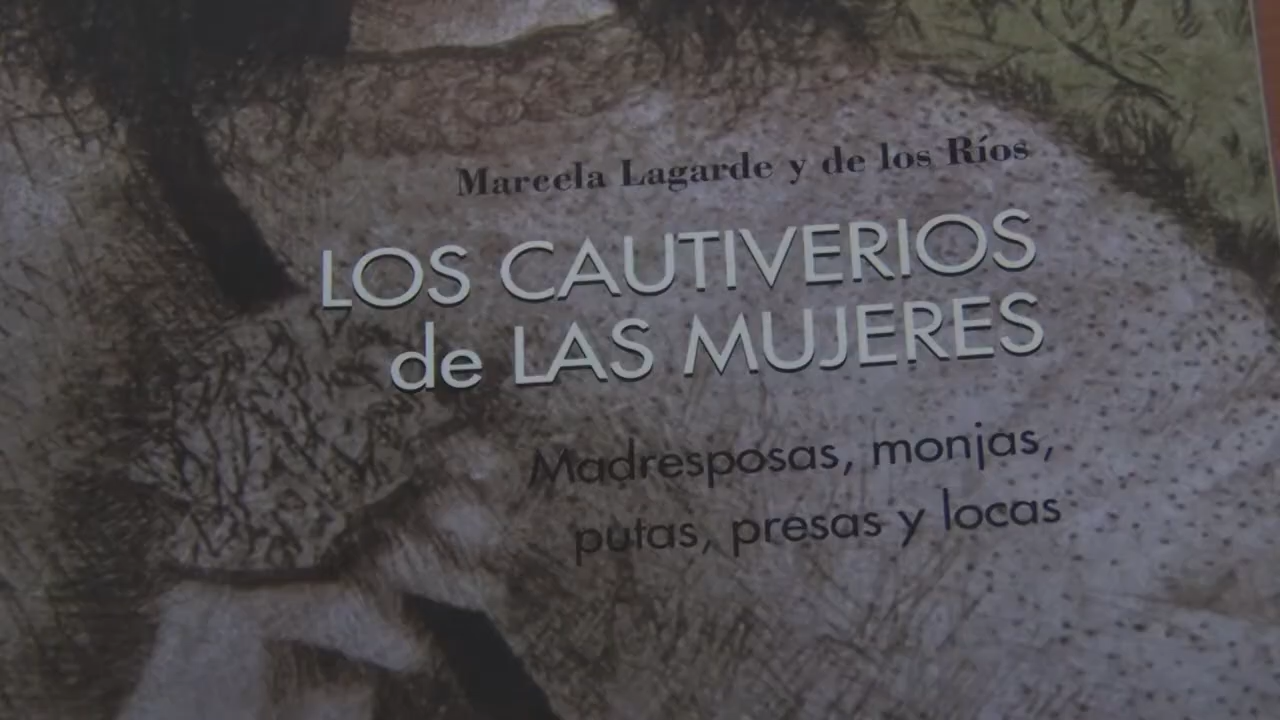 Marcela Lagarde y de los Ríos
LOS CAUTIVERIOS
de LAS MUJERES
Madresposas, monjas,
putas, presas y locas